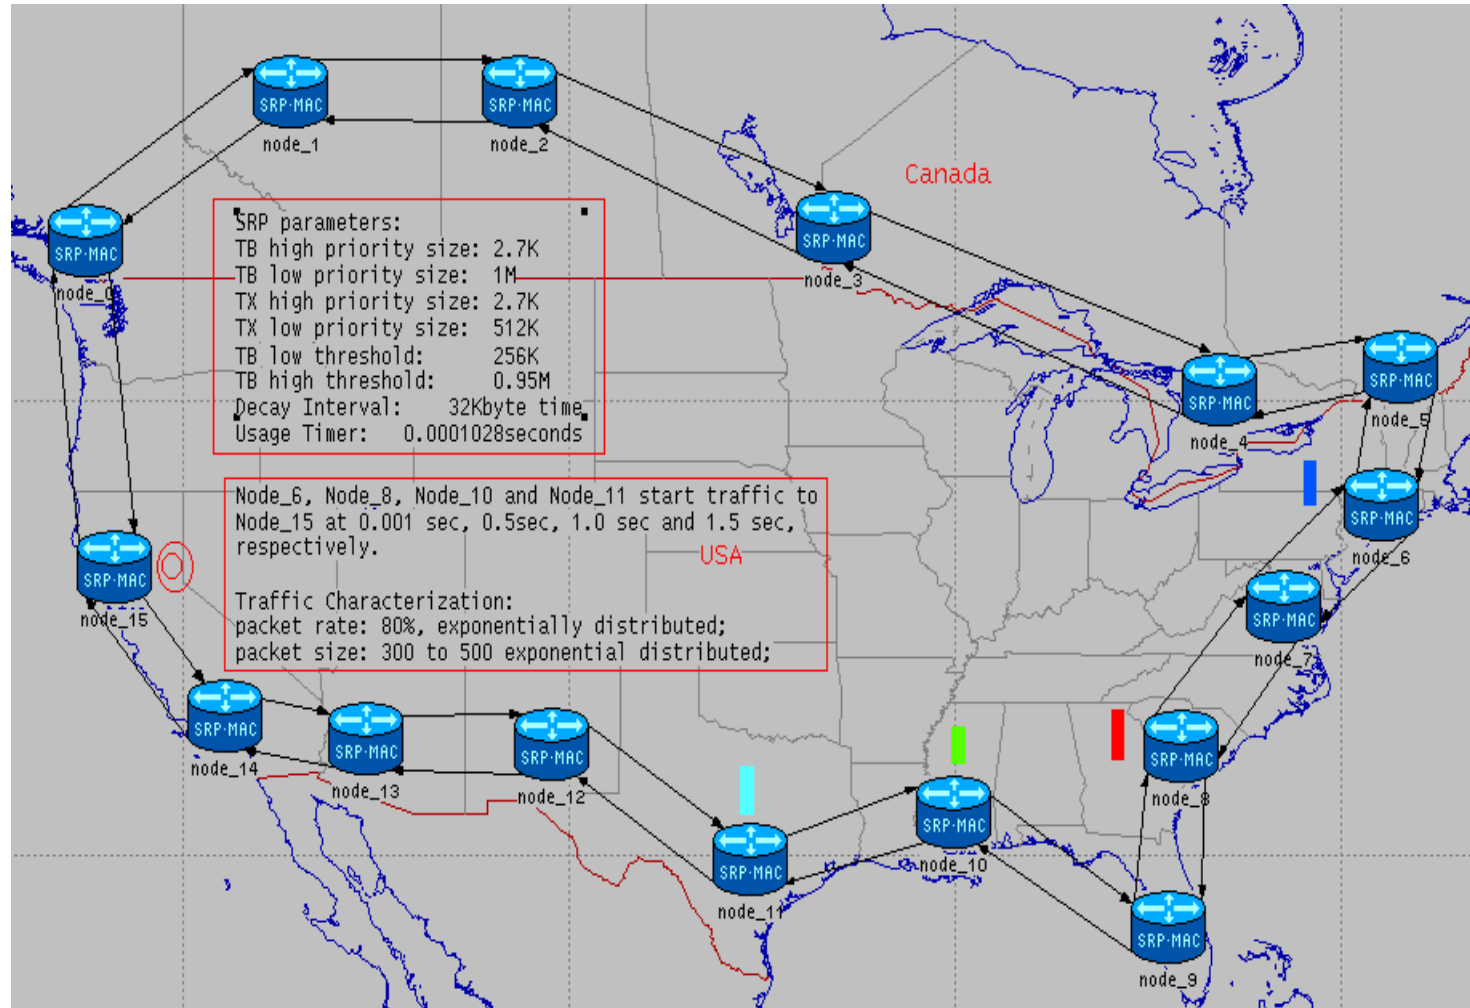 SRP-MAC
node_1
SRP-MAC
node_2
Canada
SRP-MAC
node_3
SRP-MAC
node_0
SRP parameters:
TB high priority size: 2.7K
TB low priority size: 1M
TX high priority size: 2.7K
TX low priority size: 512K
TB low threshold: 256K
TB high threshold: 0.95M
Decay Interval: 32Kbyte time
Usage Timer: 0.0001028seconds
SRP-MAC
node_4
SRP-MAC
node_5
Node_6, Node_8, Node_10 and Node_11 start traffic to
Node_15 at 0.001 sec, 0.5sec, 1.0 sec and 1.5 sec,
respectively.
USA
Traffic Characterization:
packet rate: 80%, exponentially distributed;
packet size: 300 to 500 exponential distributed;
SRP-MAC
node_6
SRP-MAC
node_15
SRP-MAC
node_7
SRP-MAC
node_14
SRP-MAC
node_13
SRP-MAC
node_12
SRP-MAC
node_8
SRP-MAC
node_11
SRP-MAC
node_10
SRP-MAC
node_9